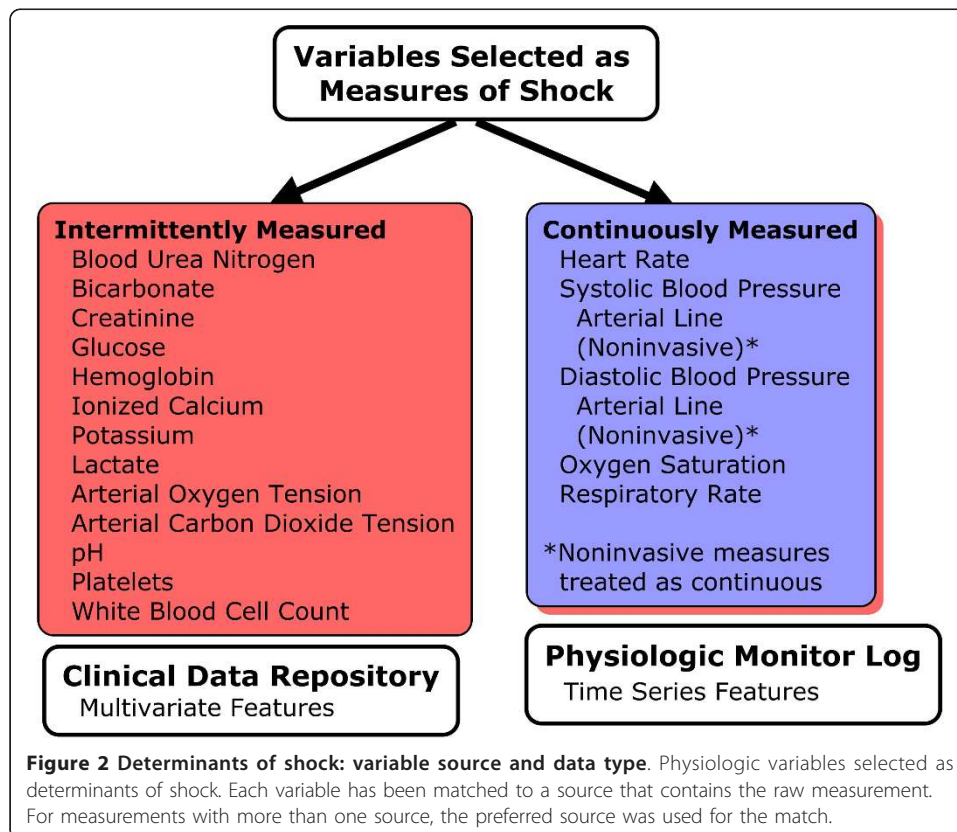 Variables Selected as
Measures of Shock
Intermittently Measured
Blood Urea Nitrogen
Bicarbonate
Creatinine
Glucose
Hemoglobin
Ionized Calcium
Potassium
Lactate
Arterial Oxygen Tension
Arterial Carbon Dioxide Tension
pH
Platelets
White Blood Cell Count
Clinical Data Repository
Multivariate Features
Continuously Measured
Heart Rate
Systolic Blood Pressure
Arterial Line
(Noninvasive)*
Diastolic Blood Pressure
Arterial Line
(Noninvasive)*
Oxygen Saturation
Respiratory Rate
*Noninvasive measures
treated as continuous
Physiologic Monitor Log
Time Series Features
Figure 2 Determinants of shock: variable source and data type. Physiologic variables selected as
determinants of shock. Each variable has been matched to a source that contains the raw measurement.
For measurements with more than one source, the preferred source was used for the match.